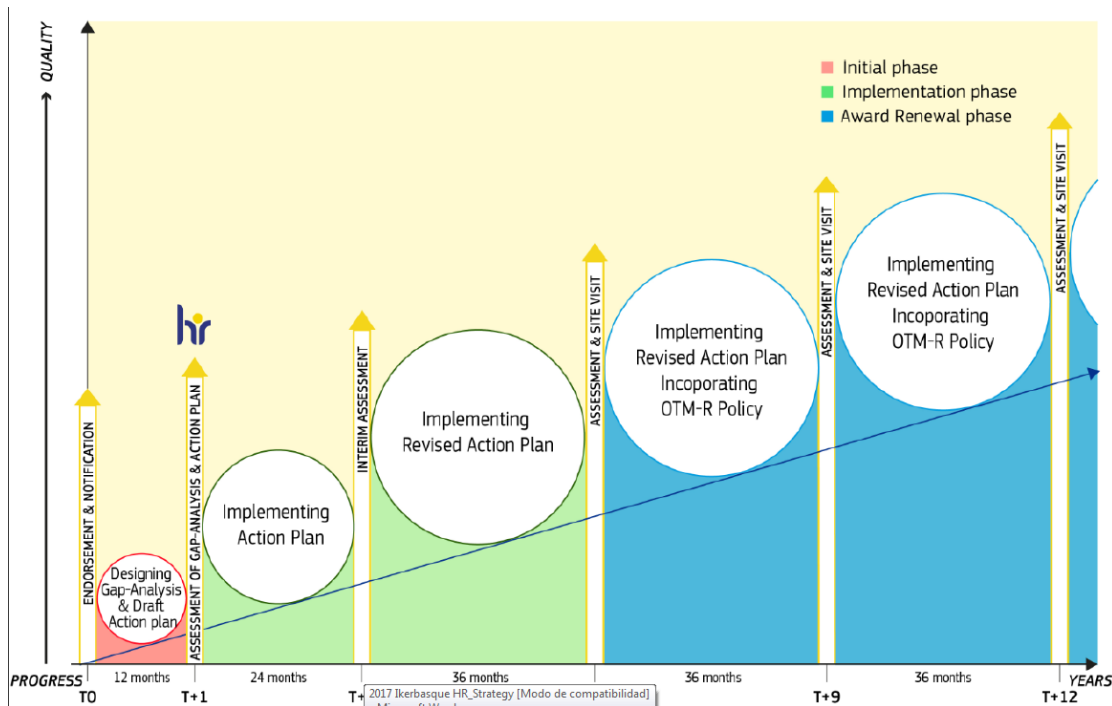 QUALITY
Initial phase
Implementation phase
Award Renewal phase
hr
ENDORSEMENT & NOTIFICATION
Designing
Gap-Analysis
& Draft
Action plan
ASSESSMENT OF GAP-ANALYSIS & ACTION PLAN
Implementing
Action Plan
INTERIM ASSESSMENT
Implementing
Revised Action Plan
ASSESSMENT & SITE VISIT
Implementing
Revised Action Plan
Incoporating
OTM-R Policy
ASSESSMENT & SITE VISIT
Implementing
Revised Action Plan
Incoporating
OTM-R Policy
ASSESSMENT & SITE VISIT
PROGRESS 12 months 24 months 36 months 36 months 36 months YEARS
T0 T+1 T+ T+9 T+12
2017 Ikerbasque HR_Strategy [Modo de compatibilidad]